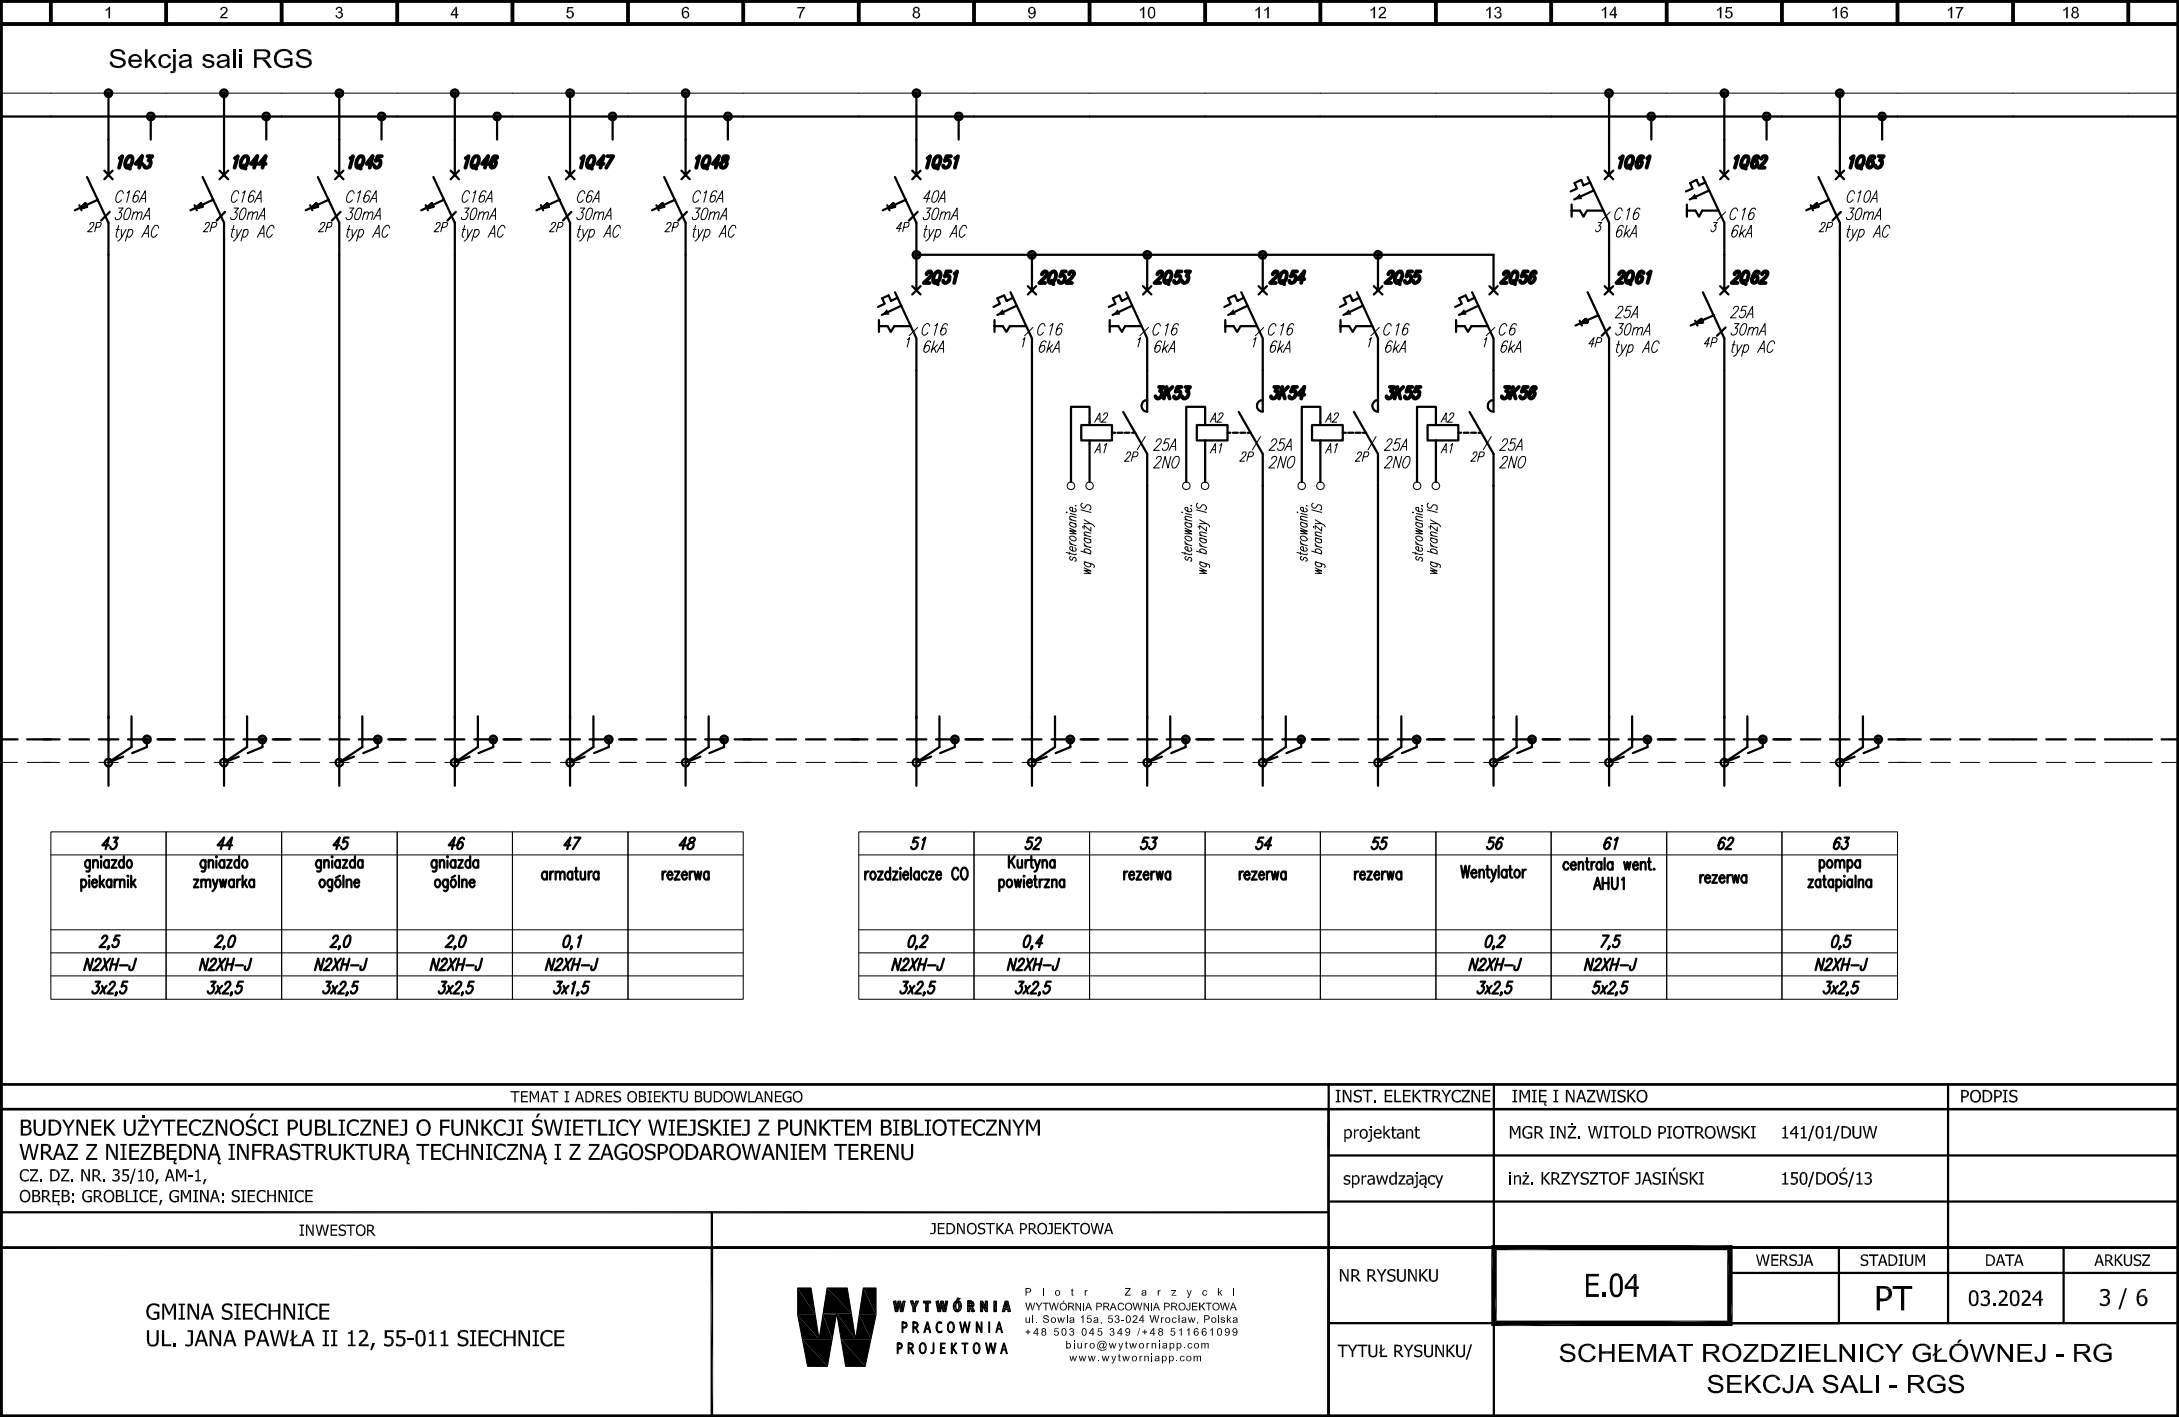 1 2 3 4 5 6 7 8 9 10 11 12 13 14 15 16 17 18
Sekcja sali RGS
1Q43 1Q44 1Q45 1Q46 1Q47 1Q48 1Q51 1Q61 1Q62 1Q63
C16A C16A C16A C16A C6A C16A 40A C10A
30mA 30mA 30mA 30mA 30mA 30mA 30mA C16 C16 30mA
2P typ AC 2P typ AC 2P typ AC 2P typ AC 2P typ AC 2P typ AC 4P typ AC 3 6kA 3 6kA 2P typ AC
2Q51 2Q52 2Q53 2Q54 2Q55 2Q56 2Q61 2Q62
25A 25A
C16 C16 C16 C16 C16 C6 30mA 30mA
1 6kA 1 6kA 1 6kA 1 6kA 1 6kA 1 6kA 4P typ AC 4P typ AC
3K53 3K54 3K55 3K56
A2 A2 A2 A2
A1 25A A1 25A A1 25A A1 25A
2P 2NO 2P 2NO 2P 2NO 2P 2NO
sterowanie.
wg branży IS
sterowanie.
wg branży IS
sterowanie.
wg branży IS
sterowanie.
wg branży IS
43 44 45 46 47 48 51 52 53 54 55 56 61 62 63
gniazdo gniazdo gniazda gniazda armatura rezerwa rozdzielacze CO Kurtyna rezerwa rezerwa rezerwa Wentylator centrala went. rezerwa pompa
piekarnik zmywarka ogólne ogólne powietrzna AHU1 zatapialna
2,5 2,0 2,0 2,0 0,1 0,2 0,4 0,2 7,5 0,5
N2XH-J N2XH-J N2XH-J N2XH-J N2XH-J N2XH-J N2XH-J N2XH-J N2XH-J N2XH-J
3x2,5 3x2,5 3x2,5 3x2,5 3x1,5 3x2,5 3x2,5 3x2,5 5x2,5 3x2,5
TEMAT I ADRES OBIEKTU BUDOWLANEGO
BUDYNEK UŻYTECZNOŚCI PUBLICZNEJ O FUNKCJI ŚWIETLICY WIEJSKIEJ Z PUNKTEM BIBLIOTECZNYM
WRAZ Z NIEZBĘDNĄ INFRASTRUKTURĄ TECHNICZNĄ I Z ZAGOSPODAROWANIEM TERENU
CZ. DZ. NR. 35/10, AM-1,
OBRĘB: GROBLICE, GMINA: SIECHNICE
INST. ELEKTRYCZNE IMIĘ I NAZWISKO PODPIS
projektant MGR INŻ. WITOLD PIOTROWSKI 141/01/DUW
sprawdzający inż. KRZYSZTOF JASIŃSKI 150/DOŚ/13
INWESTOR
GMINA SIECHNICE
UL. JANA PAWŁA II 12, 55-011 SIECHNICE
JEDNOSTKA PROJEKTOWA
W
WYTWÓRNIA
PRACOWNIA
PROJEKTOWA
Piotr Zarzycki
WYTWÓRNIA PRACOWNIA PROJEKTOWA
ul. Sowia 15a, 53-024 Wrocław, Polska
+48 503 045 349 /+48 511661099
biuro@wytworniapp.com
www.wytworniapp.com
NR RYSUNKU E.04
WERSJA STADIUM DATA ARKUSZ
PT 03.2024 3 / 6
TYTUŁ RYSUNKU/
SCHEMAT ROZDZIELNICY GŁÓWNEJ - RG
SEKCJA SALI - RGS